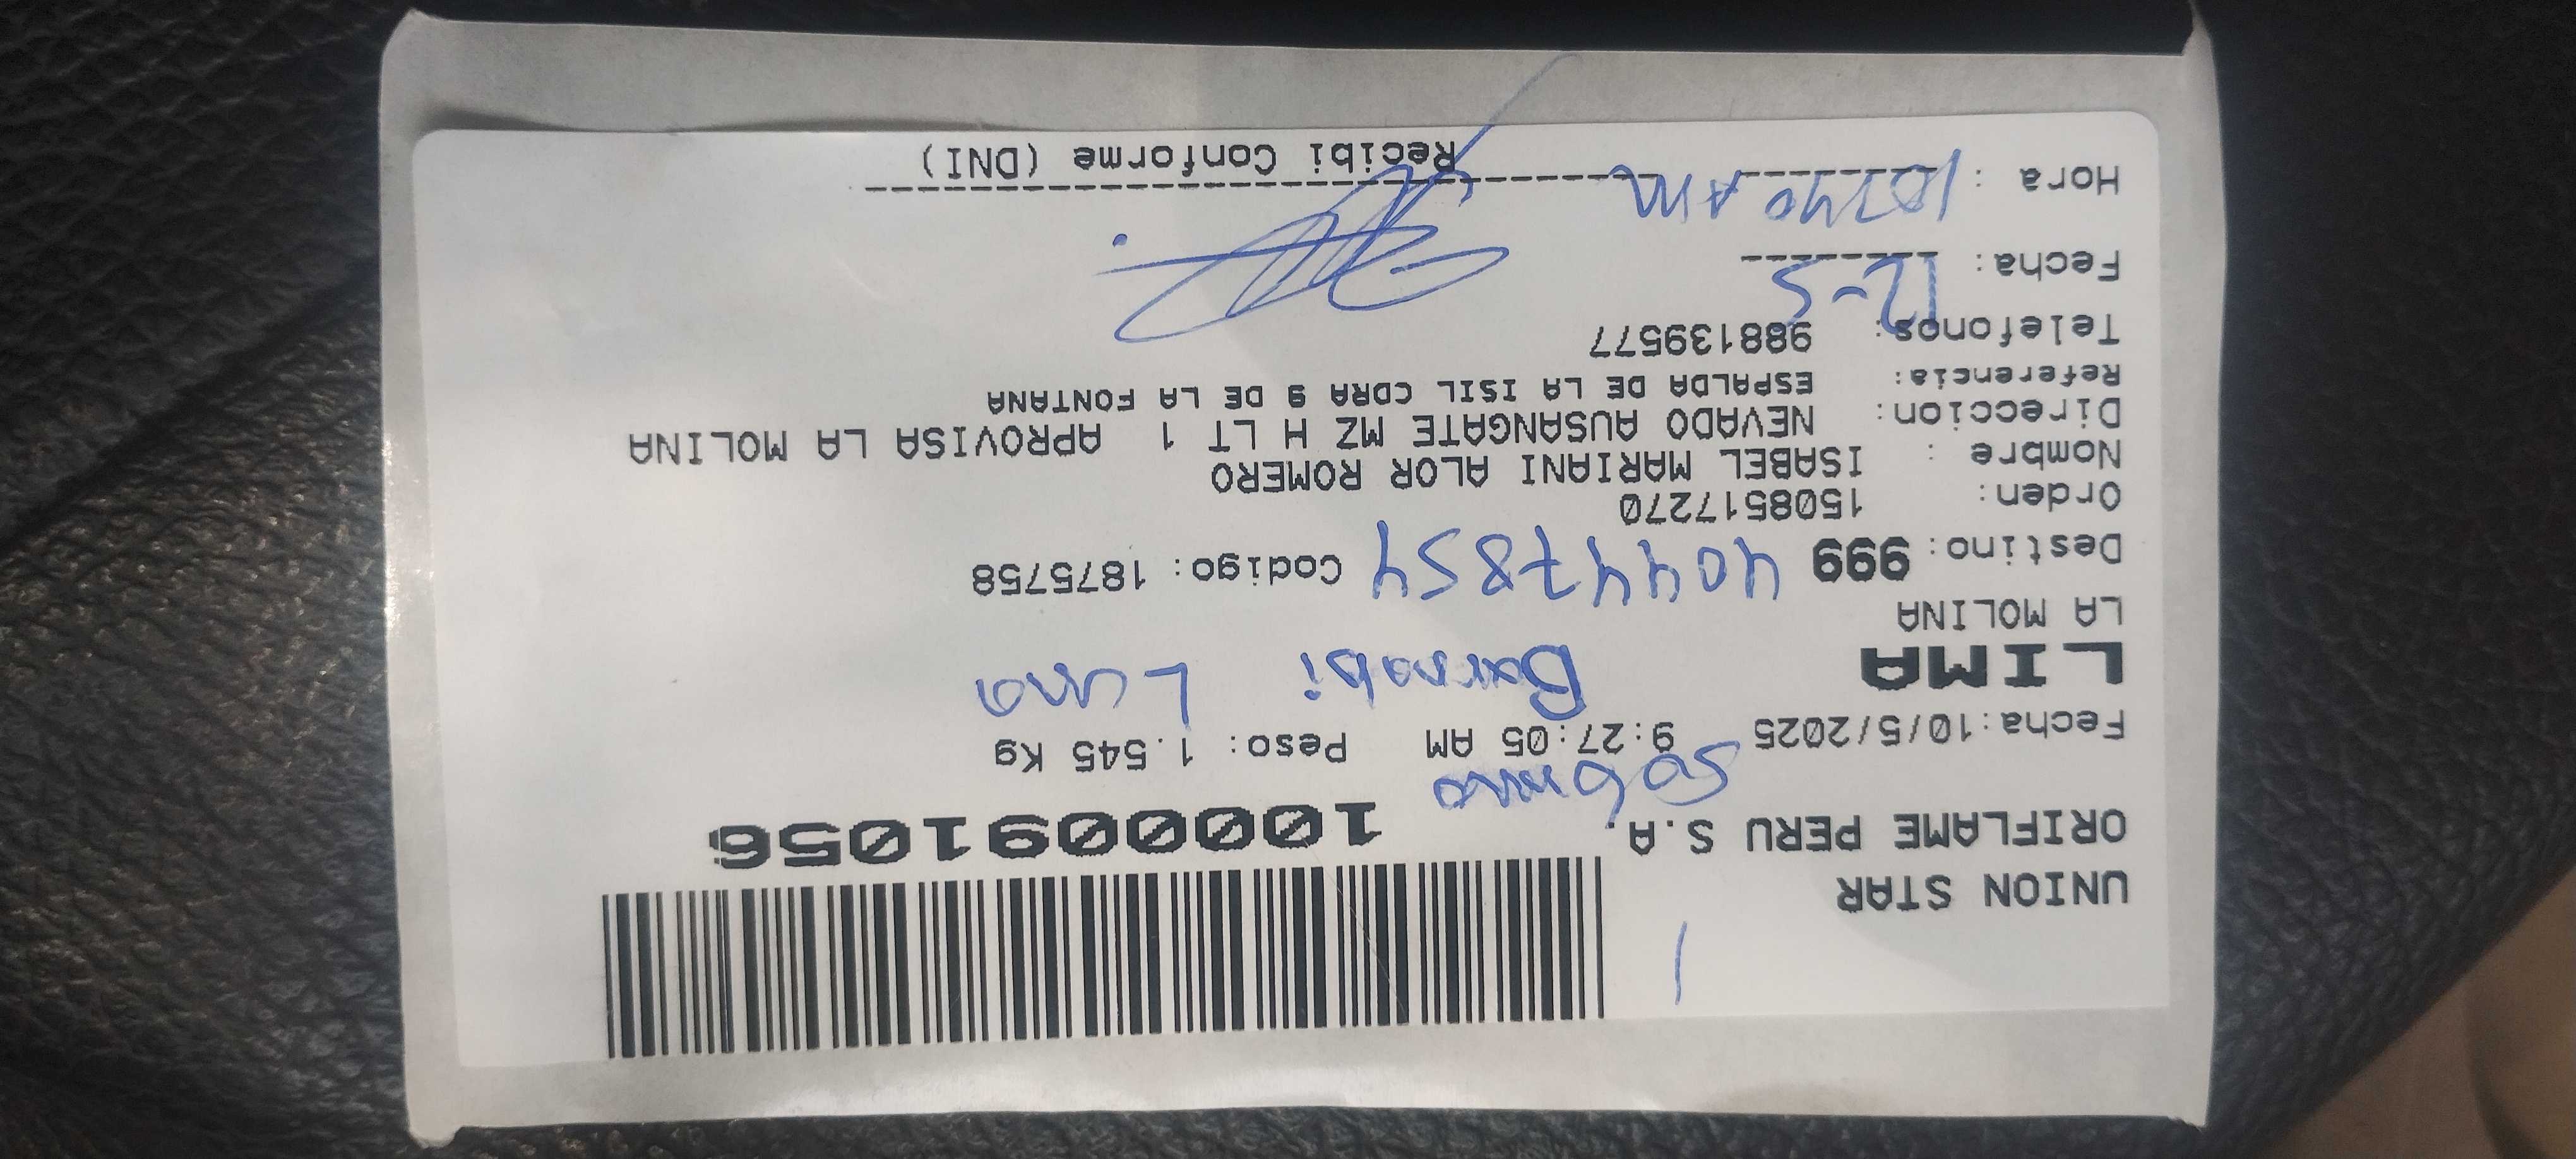 UNION STAR
ORIFLAME PERU S.A. 1000091056
Sabina
Fecha:10/5/2025 9:27:05 AM Peso: 1.545 Kg
LIMA Barnabi Luna
LA MOLINA
Destino: 999 40447854 Codigo: 1875758
Orden: 1508517270
Nombre : ISABEL MARIANI ALOR ROMERO
Direccion: NEVADO AUSANGATE MZ H LT 1 APROVISA LA MOLINA
Referencia: ESPALDA DE LA ISIL CDRA 9 DE LA FONTANA
Telefonos: 988139577
Fecha: 12-5
Hora : 10:40 AM
Recibi Conforme (DNI)